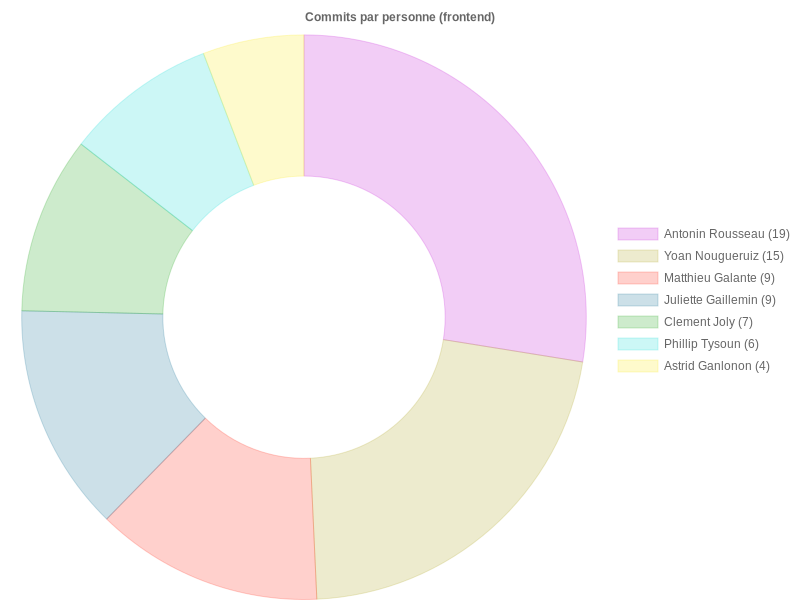 Commits par personne (frontend)
Antonin Rousseau (19)
Yoan Nougueruiz (15)
Matthieu Galante (9)
Juliette Gaillemin (9)
Clement Joly (7)
Phillip Tysoun (6)
Astrid Ganlonon (4)